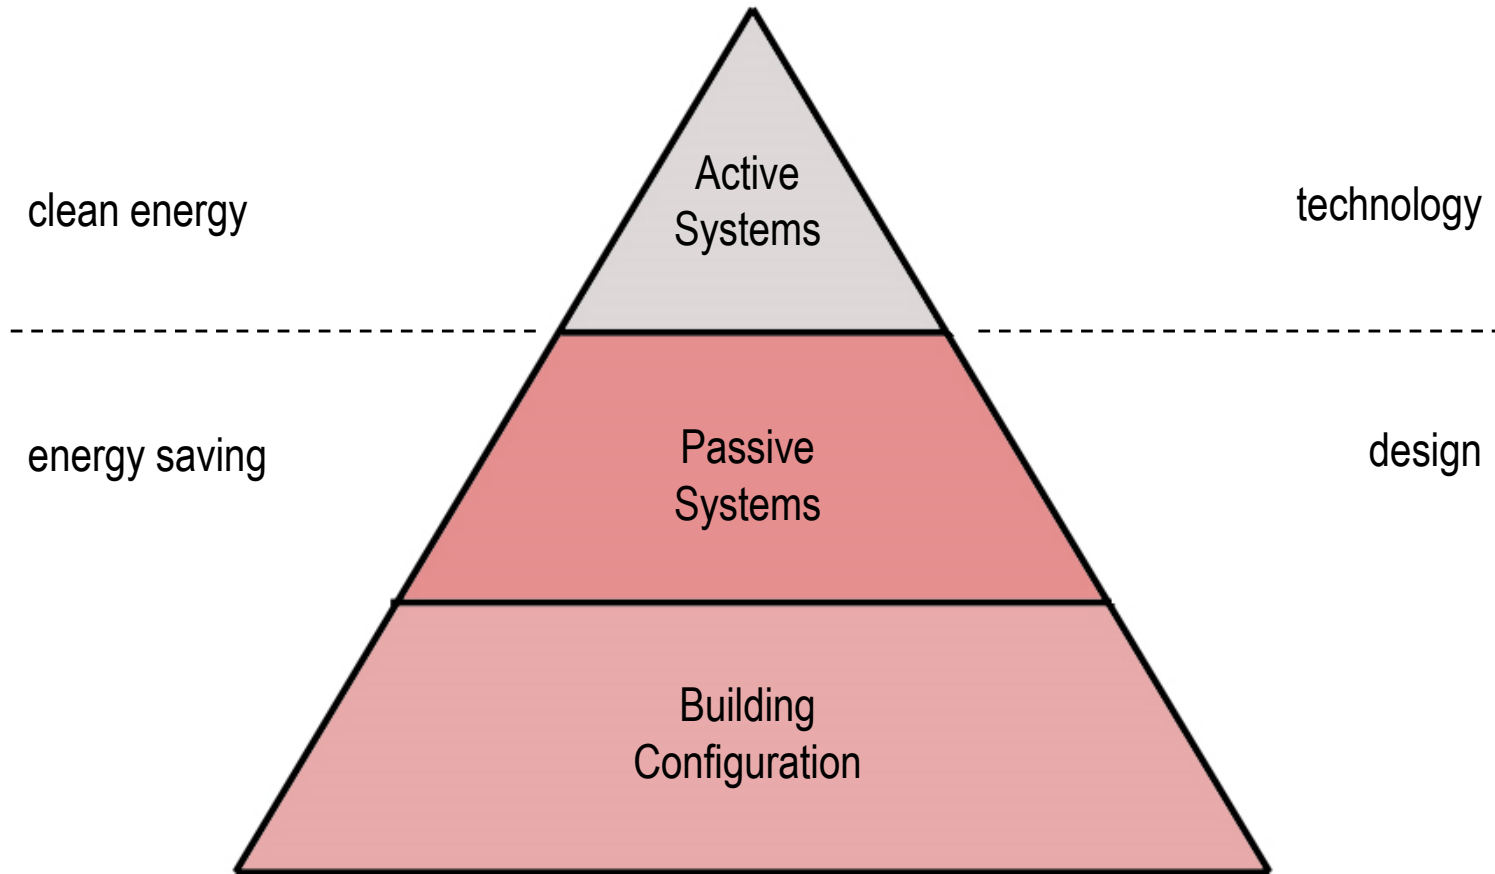 Active
Systems
clean energy
technology
energy saving
Passive
Systems
design
Building
Configuration